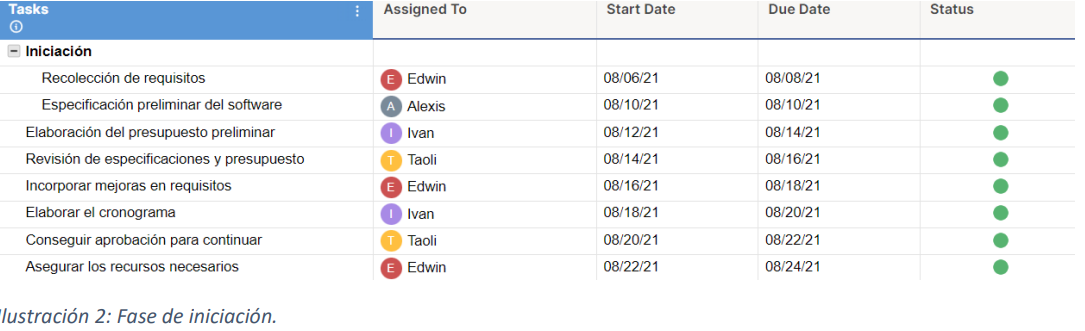 Tasks Assigned To Start Date Due Date Status
Iniciación
Recolección de requisitos E Edwin 08/06/21 08/08/21
Especificación preliminar del software A Alexis 08/10/21 08/10/21
Elaboración del presupuesto preliminar I Ivan 08/12/21 08/14/21
Revisión de especificaciones y presupuesto T Taoli 08/14/21 08/16/21
Incorporar mejoras en requisitos E Edwin 08/16/21 08/18/21
Elaborar el cronograma I Ivan 08/18/21 08/20/21
Conseguir aprobación para continuar T Taoli 08/20/21 08/22/21
Asegurar los recursos necesarios E Edwin 08/22/21 08/24/21
lustración 2: Fase de iniciación.